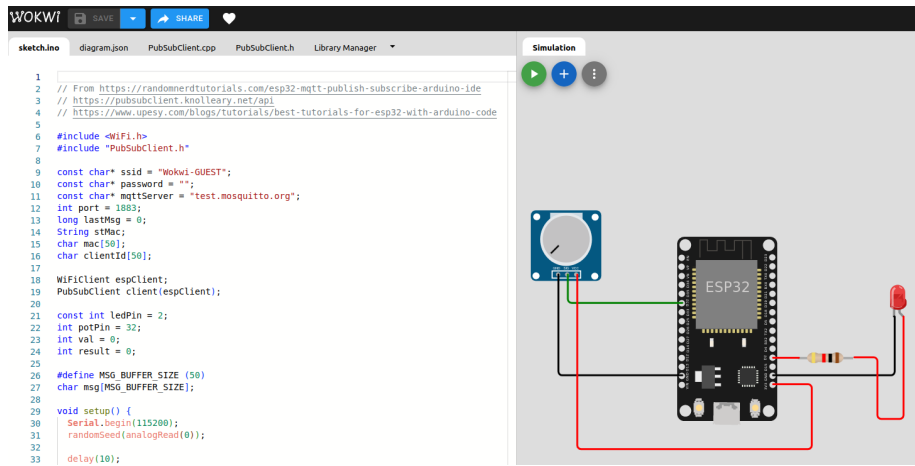 WOKWi SAVE SHARE
sketch.ino diagram.json PubSubClient.cpp PubSubClient.h Library Manager
Simulation
1
2 // From https://randomnerdtutorials.com/esp32-mqtt-publish-subscribe-arduino-ide
3 // https://pubsubclient.knolleary.net/api
4 // https://www.upesy.com/blogs/tutorials/best-tutorials-for-esp32-with-arduino-code
5
6 #include <WiFi.h>
7 #include "PubSubClient.h"
8
9 const char* ssid = "Wokwi-GUEST";
10 const char* password = "";
11 const char* mqttServer = "test.mosquitto.org";
12 int port = 1883;
13 long lastMsg = 0;
14 String stMac;
15 char mac[50];
16 char clientId[50];
17
18 WiFiClient espClient;
19 PubSubClient client(espClient);
20
21 const int ledPin = 2;
22 int potPin = 32;
23 int val = 0;
24 int result = 0;
25
26 #define MSG_BUFFER_SIZE (50)
27 char msg[MSG_BUFFER_SIZE];
28
29 void setup() {
30 Serial.begin(115200);
31 randomSeed(analogRead(0));
32
33 delay(10);
GND SIG VCC
ESP32